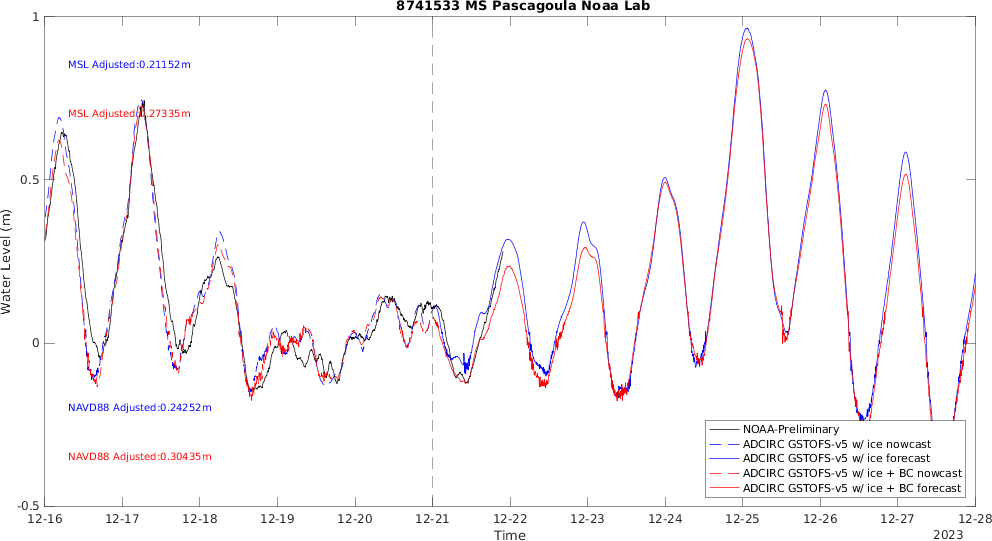 8741533 MS Pascagoula Noaa Lab
1
0.5
0
-0.5
Water Level (m)
MSL Adjusted:0.21152m
MSL Adjusted:0.27335m
NAVD88 Adjusted:0.24252m
NAVD88 Adjusted:0.30435m
NOAA-Preliminary
ADCIRC GSTOFS-v5 w/ ice nowcast
ADCIRC GSTOFS-v5 w/ ice forecast
ADCIRC GSTOFS-v5 w/ ice + BC nowcast
ADCIRC GSTOFS-v5 w/ ice + BC forecast
12-16 12-17 12-18 12-19 12-20 12-21 12-22 12-23 12-24 12-25 12-26 12-27 12-28
Time
2023